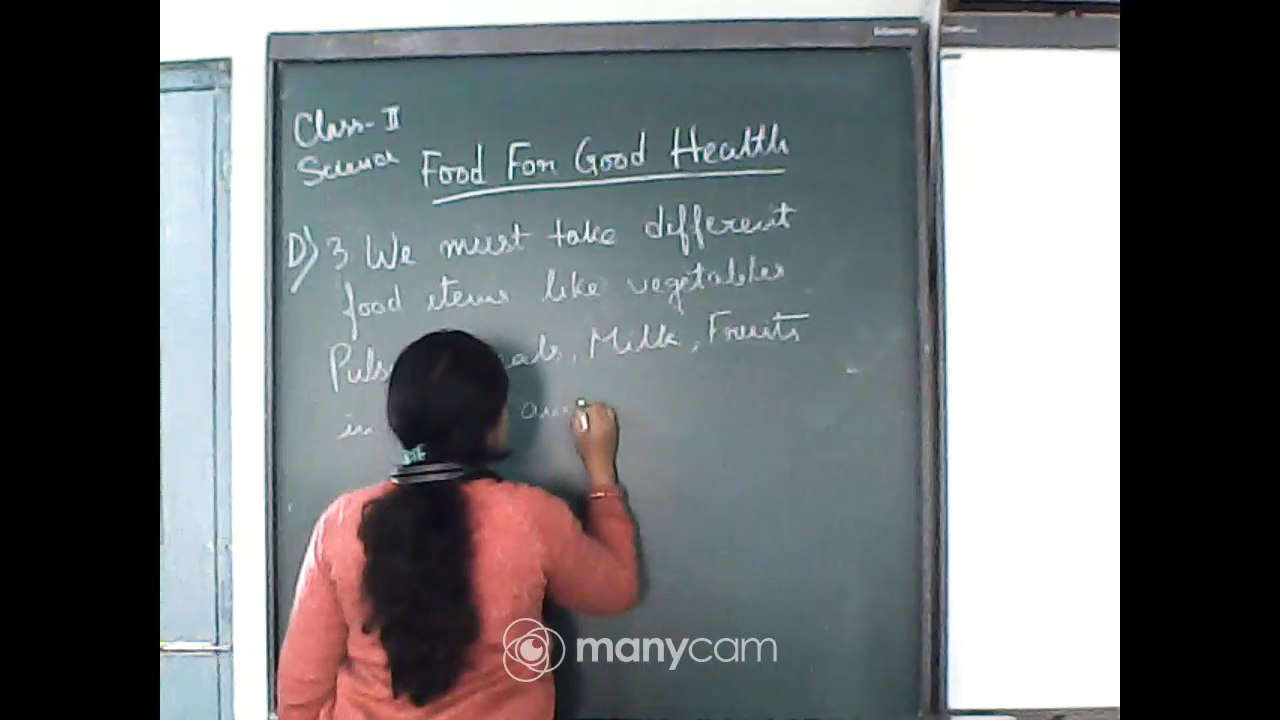 Class-II
Science
Food For Good Health
D) 3. We must take different
food items like vegetables
Milk, Fruits
in
manycam